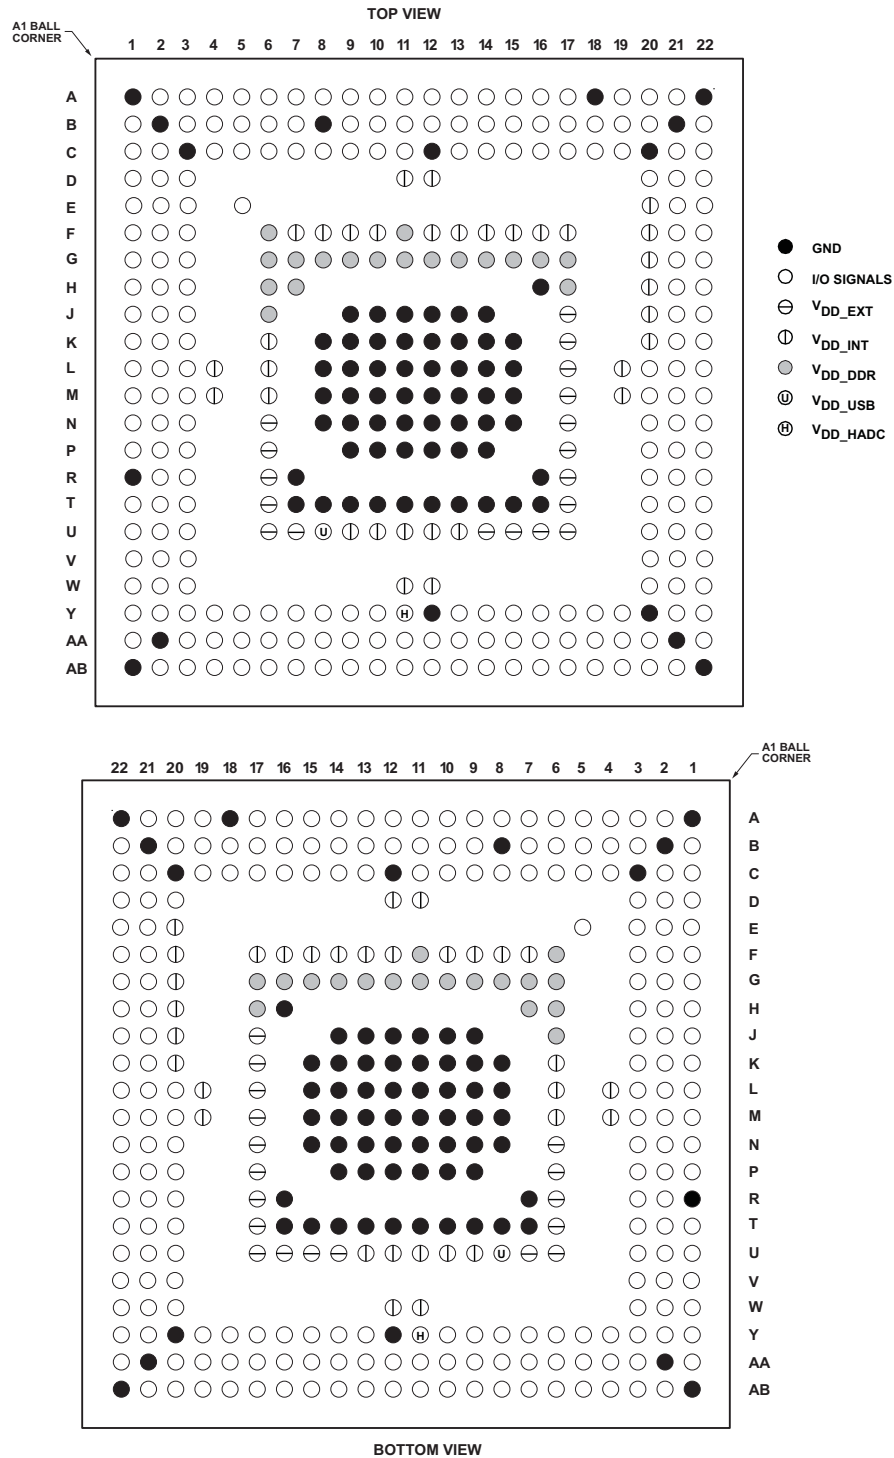 TOP VIEW
A1 BALL
CORNER
1 2 3 4 5 6 7 8 9 10 11 12 13 14 15 16 17 18 19 20 21 22
A
B
C
D
E
F
G
H
J
K
L
M
N
P
R
T
U
U
V
W
Y
H
AA
AB
GND
I/O SIGNALS
VDD_EXT
VDD_INT
VDD_DDR
U VDD_USB
H VDD_HADC
A1 BALL
CORNER
22 21 20 19 18 17 16 15 14 13 12 11 10 9 8 7 6 5 4 3 2 1
A
B
C
D
E
F
G
H
J
K
L
M
N
P
R
T
U U
V
W
H Y
AA
AB
BOTTOM VIEW